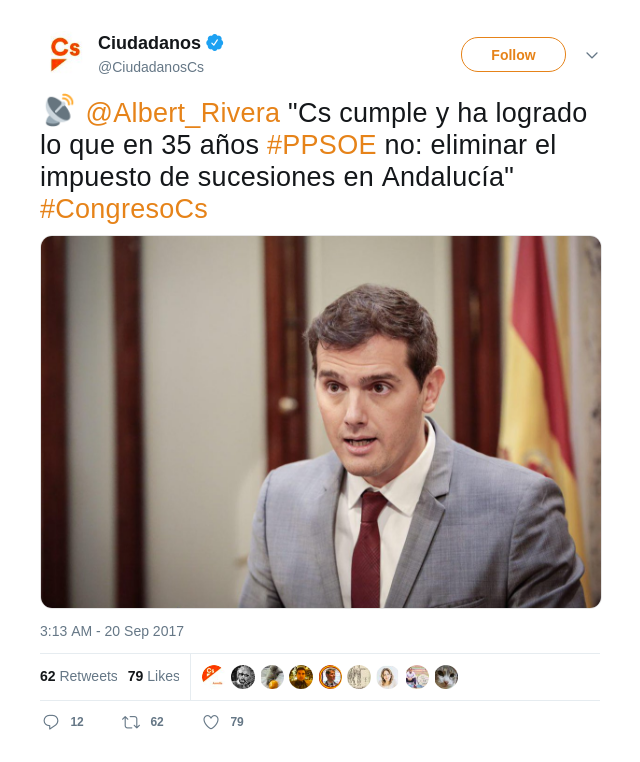 Cs
Ciudadanos
@CiudadanosCs
Follow
@Albert_Rivera "Cs cumple y ha logrado
lo que en 35 años #PPSOE no: eliminar el
impuesto de sucesiones en Andalucía"
#CongresoCs
3:13 AM - 20 Sep 2017
62 Retweets 79 Likes
12 62 79